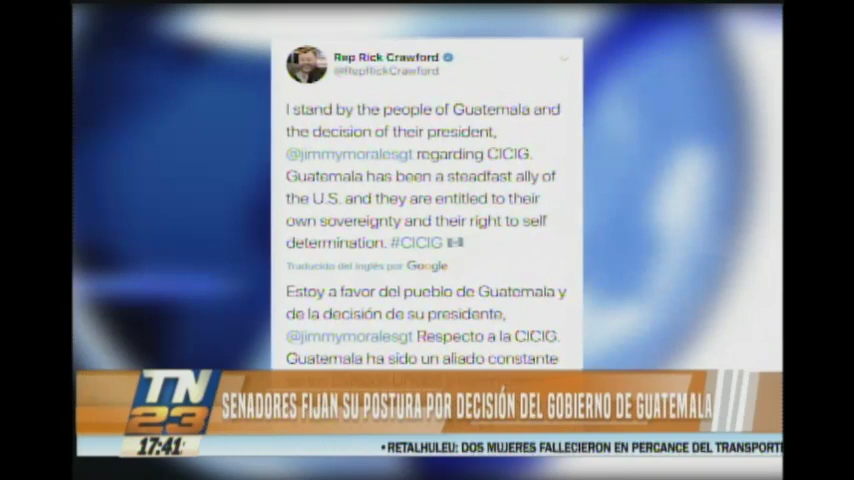 Rep Rick Crawford
@RepRickCrawford
I stand by the people of Guatemala and
the decision of their president,
@jimmymoralesgt regarding CICIG.
Guatemala has been a steadfast ally of
the U.S. and they are entitled to their
own sovereignty and their right to self
determination. #CICIG 🇬🇹
Traducido del inglés por Google
Estoy a favor del pueblo de Guatemala y
de la decisión de su presidente,
@jimmymoralesgt Respecto a la CICIG.
Guatemala ha sido un aliado constante
TN
23
SENADORES FIJAN SU POSTURA POR DECISIÓN DEL GOBIERNO DE GUATEMALA
17:41
•RETALHULEU: DOS MUJERES FALLECIERON EN PERCANCE DEL TRANSPORT